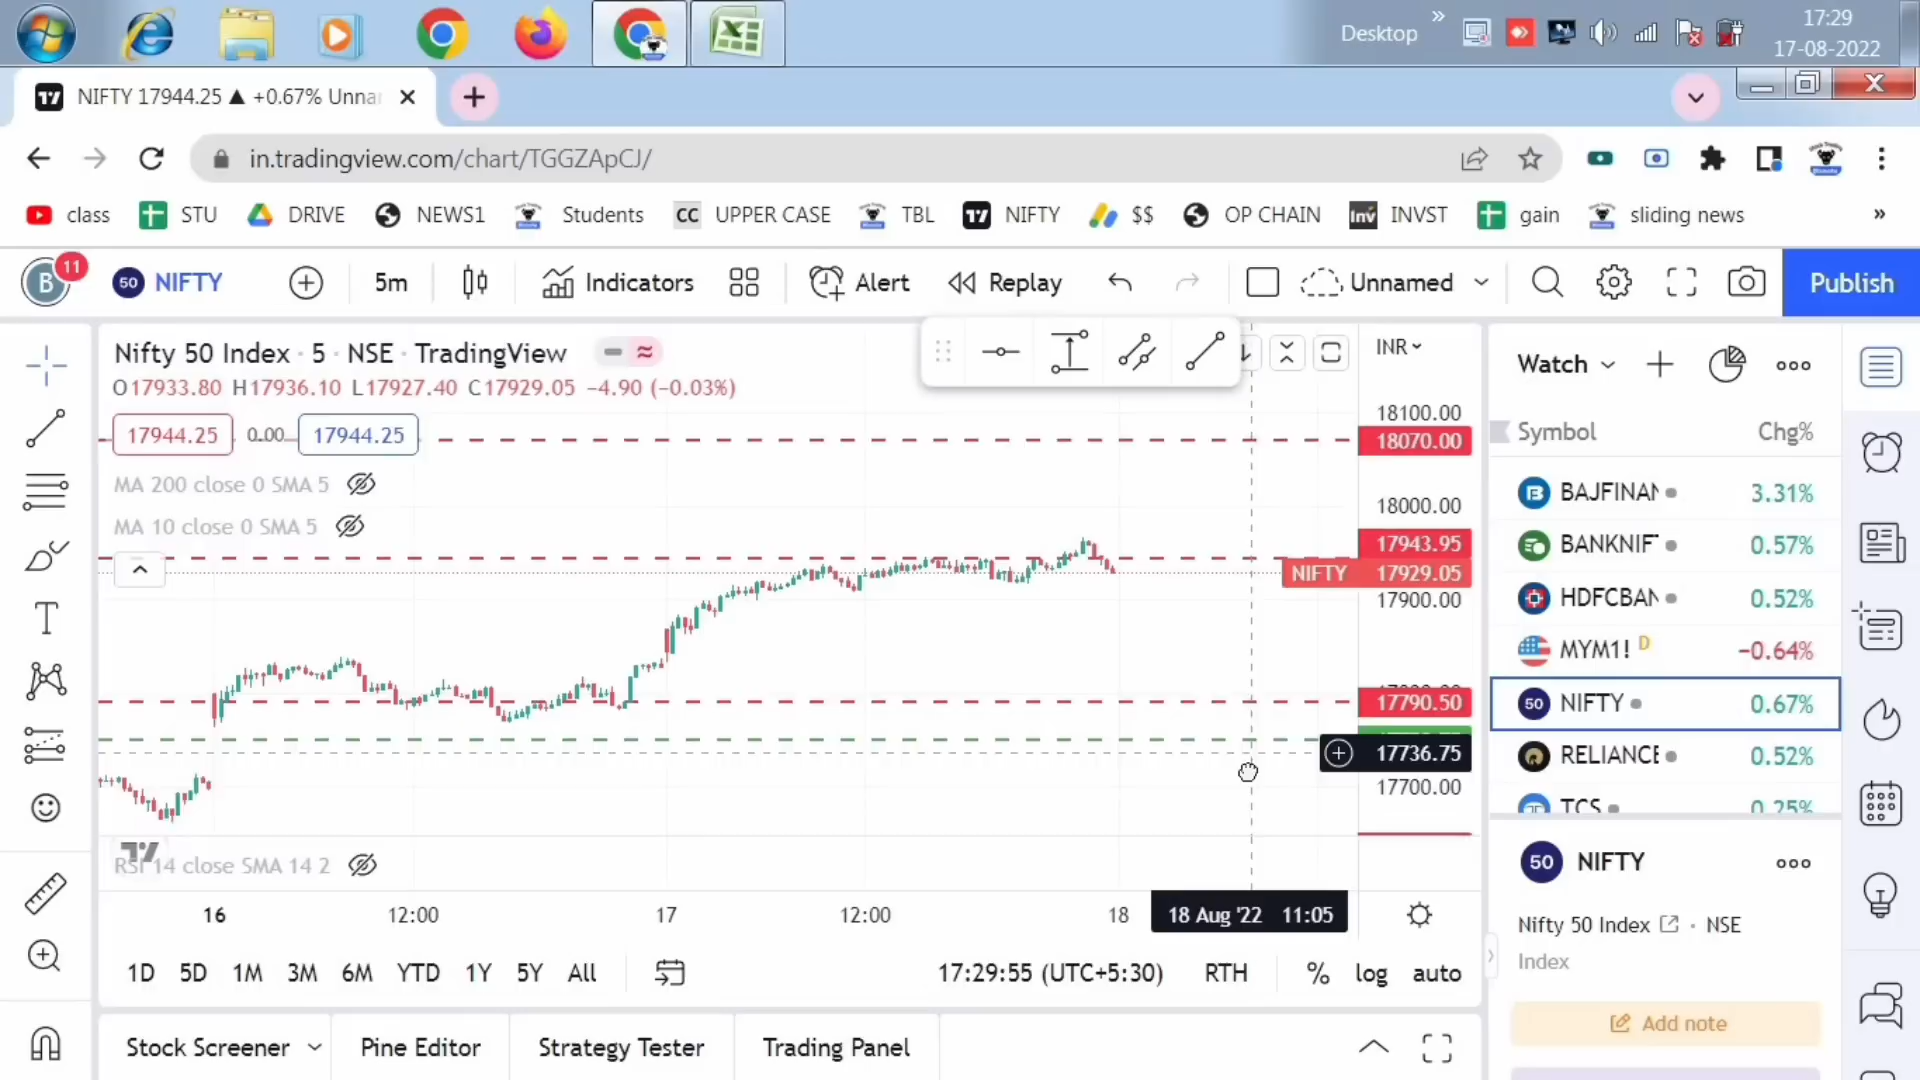 Desktop
»
17:29
17-08-2022
NIFTY 17944.25 ▲ +0.67% Unna
in.tradingview.com/chart/TGGZApCJ/
class
STU
DRIVE
NEWS1
Students
CC UPPER CASE
TBL
NIFTY
$$
OP CHAIN
Inv INVST
gain
sliding news
»
B 11
50 NIFTY
5m
Indicators
Alert
Replay
Unnamed
Publish
Nifty 50 Index · 5 · NSE · TradingView
O17933.80 H17936.10 L17927.40 C17929.05 −4.90 (−0.03%)
17944.25 0.00 17944.25
MA 200 close 0 SMA 5
MA 10 close 0 SMA 5
RSI 14 close SMA 14 2
INR
18100.00
18070.00
18000.00
17943.95
NIFTY 17929.05
17900.00
17790.50
17736.75
17700.00
16 12:00 17 12:00 18 18 Aug '22 11:05
1D 5D 1M 3M 6M YTD 1Y 5Y All
17:29:55 (UTC+5:30) RTH % log auto
Stock Screener
Pine Editor
Strategy Tester
Trading Panel
Watch
Symbol Chg%
BAJFINAN 3.31%
BANKNIF 0.57%
HDFCBAN 0.52%
MYM1! D −0.64%
50 NIFTY 0.67%
RELIANCE 0.52%
TCS 0.25%
50 NIFTY
Nifty 50 Index · NSE
Index
Add note